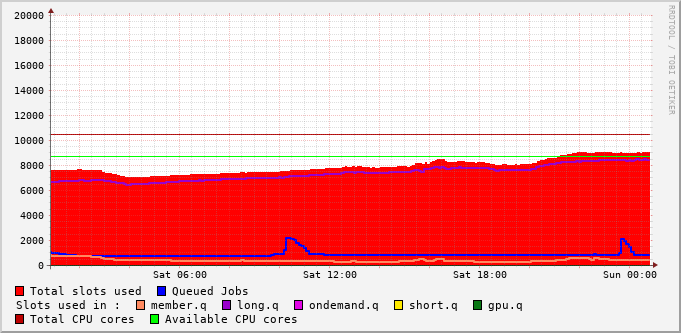 20000
18000
16000
14000
12000
10000
8000
6000
4000
2000
0
Sat 06:00 Sat 12:00 Sat 18:00 Sun 00:00
Total slots used Queued Jobs
Slots used in : member.q long.q ondemand.q short.q gpu.q
Total CPU cores Available CPU cores
RRDTOOL / TOBI OETIKER